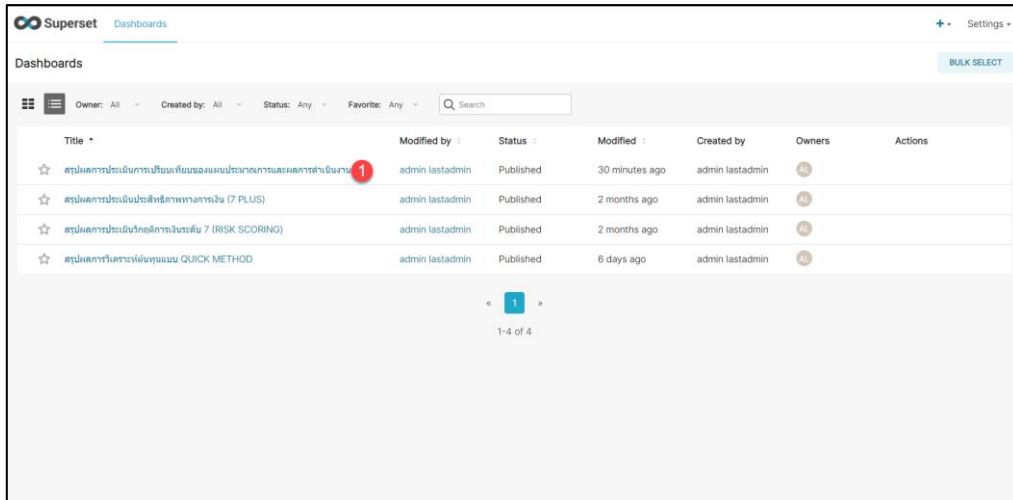 Superset Dashboards + Settings
Dashboards BULK SELECT
Owner: All Created by: All Status: Any Favorite: Any Search
Title Modified by Status Modified Created by Owners Actions
สรุปผลการประเมินการเปรียบเทียบของแผนประมาณการและผลการดำเนินงาน 1 admin lastadmin Published 30 minutes ago admin lastadmin AL
สรุปผลการประเมินประสิทธิภาพทางการเงิน (7 PLUS) admin lastadmin Published 2 months ago admin lastadmin AL
สรุปผลการประเมินวิกฤติการเงินระดับ 7 (RISK SCORING) admin lastadmin Published 2 months ago admin lastadmin AL
สรุปผลการวิเคราะห์ต้นทุนแบบ QUICK METHOD admin lastadmin Published 6 days ago admin lastadmin AL
« 1 »
1-4 of 4